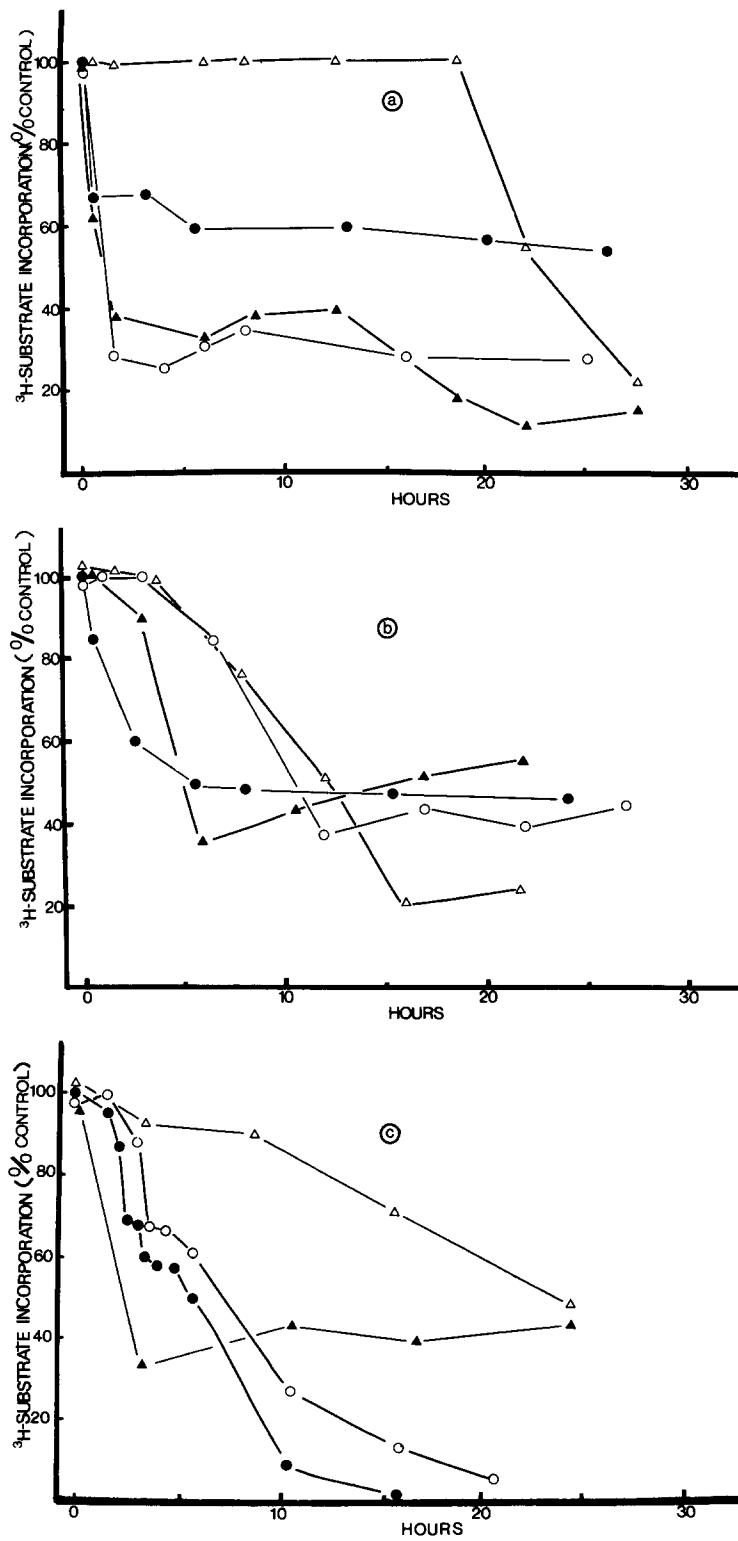 ³H-SUBSTRATE INCORPORATION(% CONTROL)
100
80
60
40
20
ⓐ
0 10 20 30
HOURS
³H-SUBSTRATE INCORPORATION (% CONTROL)
100
80
60
40
20
ⓑ
0 10 20 30
HOURS
³H-SUBSTRATE INCORPORATION (% CONTROL)
100
80
60
40
20
ⓒ
0 10 20 30
HOURS